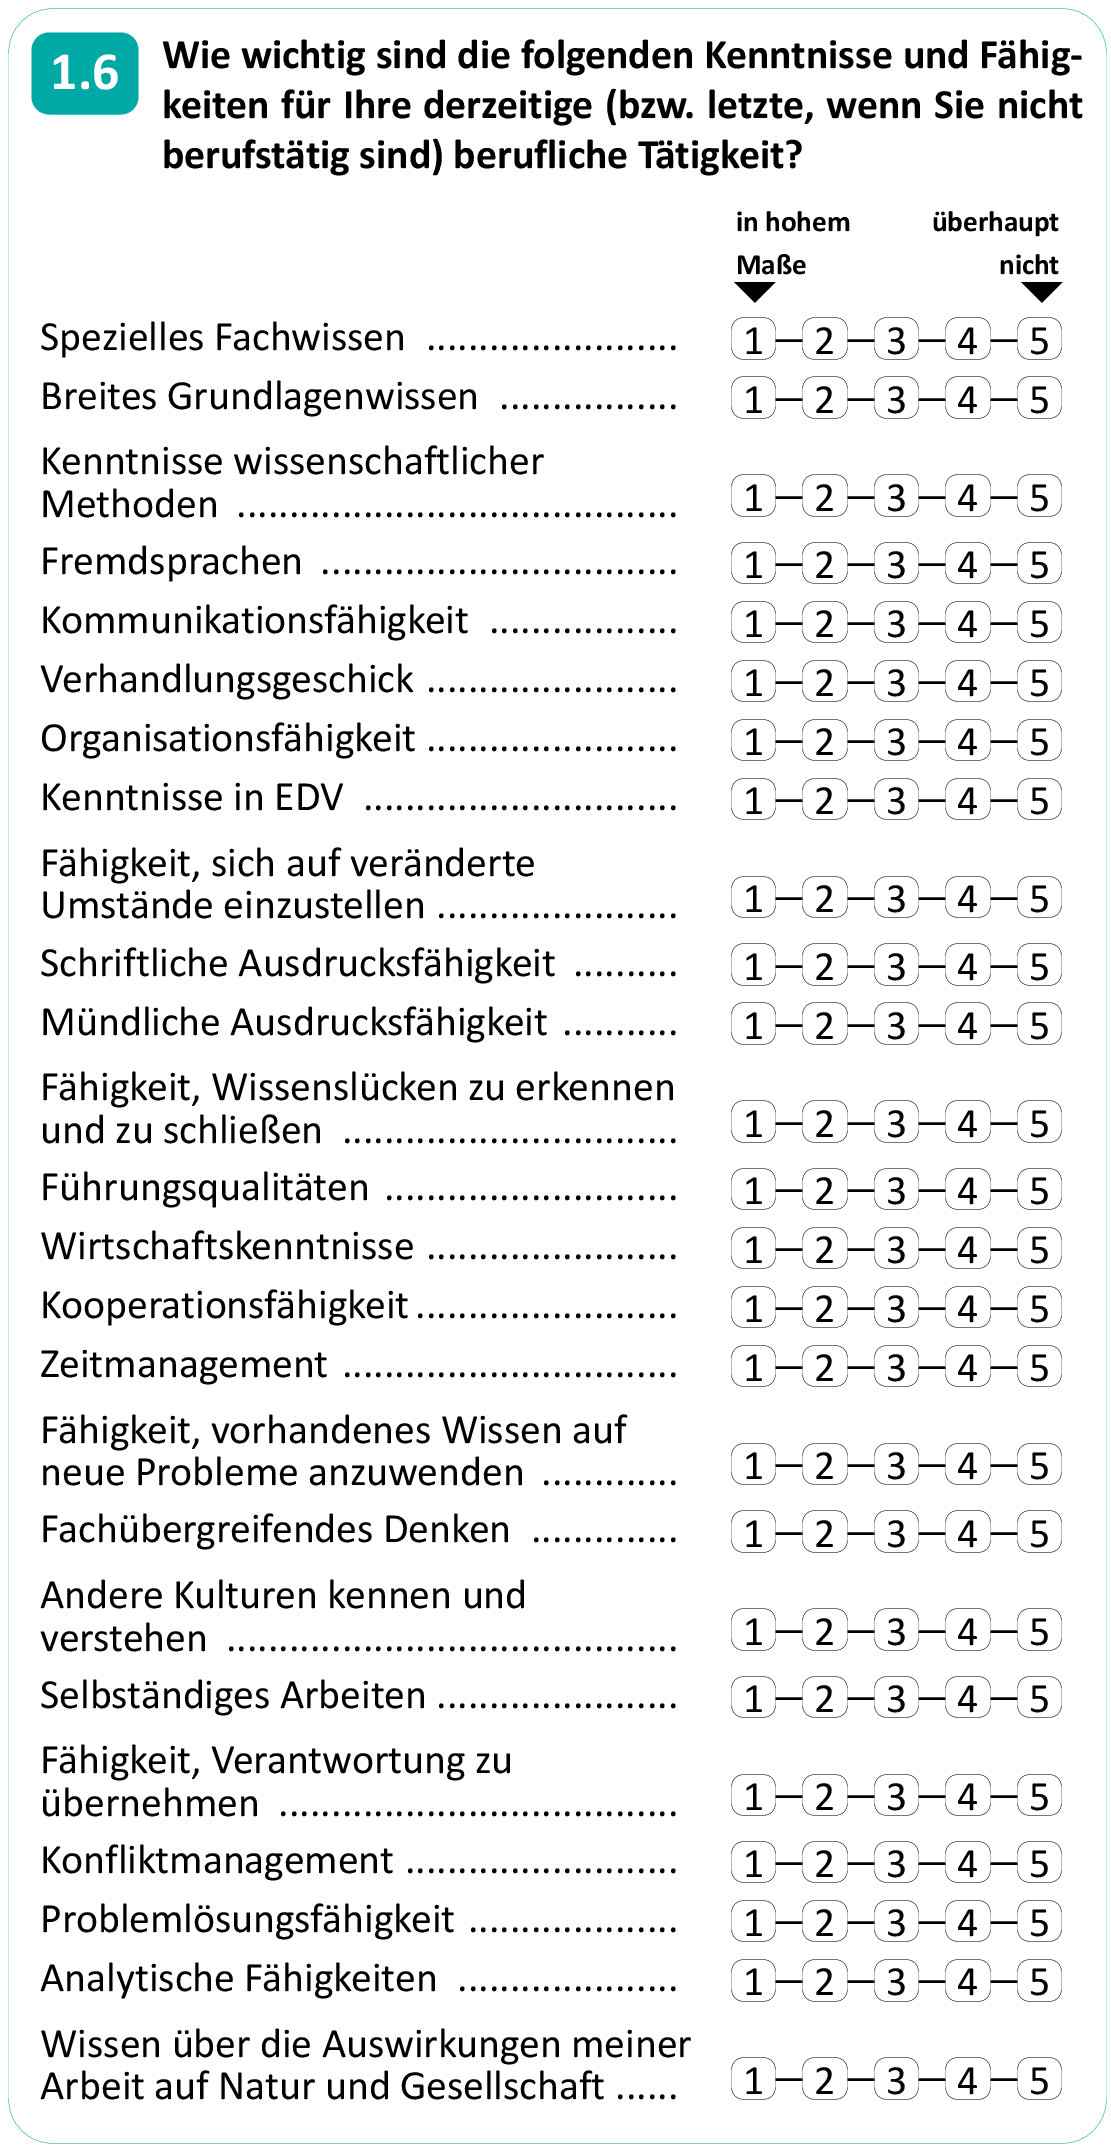 1.6 Wie wichtig sind die folgenden Kenntnisse und Fähig-
keiten für Ihre derzeitige (bzw. letzte, wenn Sie nicht
berufstätig sind) berufliche Tätigkeit?
in hohem überhaupt
Maße nicht
Spezielles Fachwissen ........................ 1 2 3 4 5
Breites Grundlagenwissen ................. 1 2 3 4 5
Kenntnisse wissenschaftlicher
Methoden .......................................... 1 2 3 4 5
Fremdsprachen .................................. 1 2 3 4 5
Kommunikationsfähigkeit .................. 1 2 3 4 5
Verhandlungsgeschick ........................ 1 2 3 4 5
Organisationsfähigkeit ........................ 1 2 3 4 5
Kenntnisse in EDV .............................. 1 2 3 4 5
Fähigkeit, sich auf veränderte
Umstände einzustellen ....................... 1 2 3 4 5
Schriftliche Ausdrucksfähigkeit .......... 1 2 3 4 5
Mündliche Ausdrucksfähigkeit ........... 1 2 3 4 5
Fähigkeit, Wissenslücken zu erkennen
und zu schließen ................................ 1 2 3 4 5
Führungsqualitäten ............................ 1 2 3 4 5
Wirtschaftskenntnisse ........................ 1 2 3 4 5
Kooperationsfähigkeit ......................... 1 2 3 4 5
Zeitmanagement ................................ 1 2 3 4 5
Fähigkeit, vorhandenes Wissen auf
neue Probleme anzuwenden ............. 1 2 3 4 5
Fachübergreifendes Denken .............. 1 2 3 4 5
Andere Kulturen kennen und
verstehen ........................................... 1 2 3 4 5
Selbständiges Arbeiten ....................... 1 2 3 4 5
Fähigkeit, Verantwortung zu
übernehmen ...................................... 1 2 3 4 5
Konfliktmanagement .......................... 1 2 3 4 5
Problemlösungsfähigkeit .................... 1 2 3 4 5
Analytische Fähigkeiten ..................... 1 2 3 4 5
Wissen über die Auswirkungen meiner
Arbeit auf Natur und Gesellschaft ...... 1 2 3 4 5